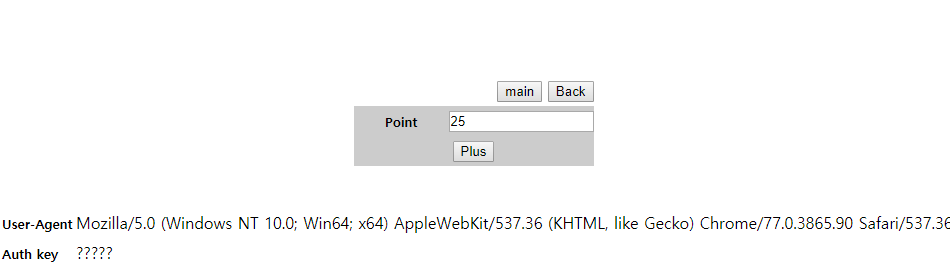 main Back
Point 25
Plus
User-Agent Mozilla/5.0 (Windows NT 10.0; Win64; x64) AppleWebKit/537.36 (KHTML, like Gecko) Chrome/77.0.3865.90 Safari/537.36
Auth key ?????